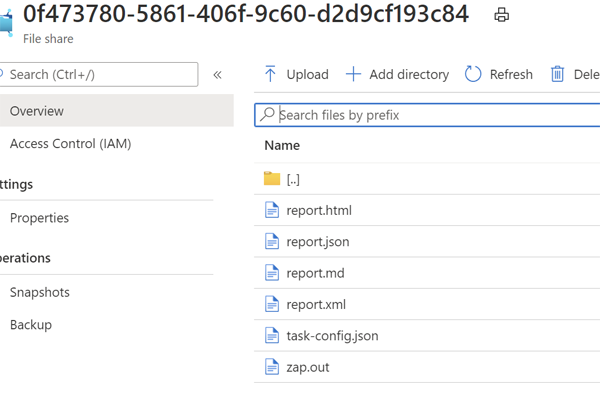 0f473780-5861-406f-9c60-d2d9cf193c84
File share
Search (Ctrl+/)
«
Upload
Add directory
Refresh
Dele
Overview
Access Control (IAM)
ttings
Properties
perations
Snapshots
Backup
Search files by prefix
Name
[..]
report.html
report.json
report.md
report.xml
task-config.json
zap.out